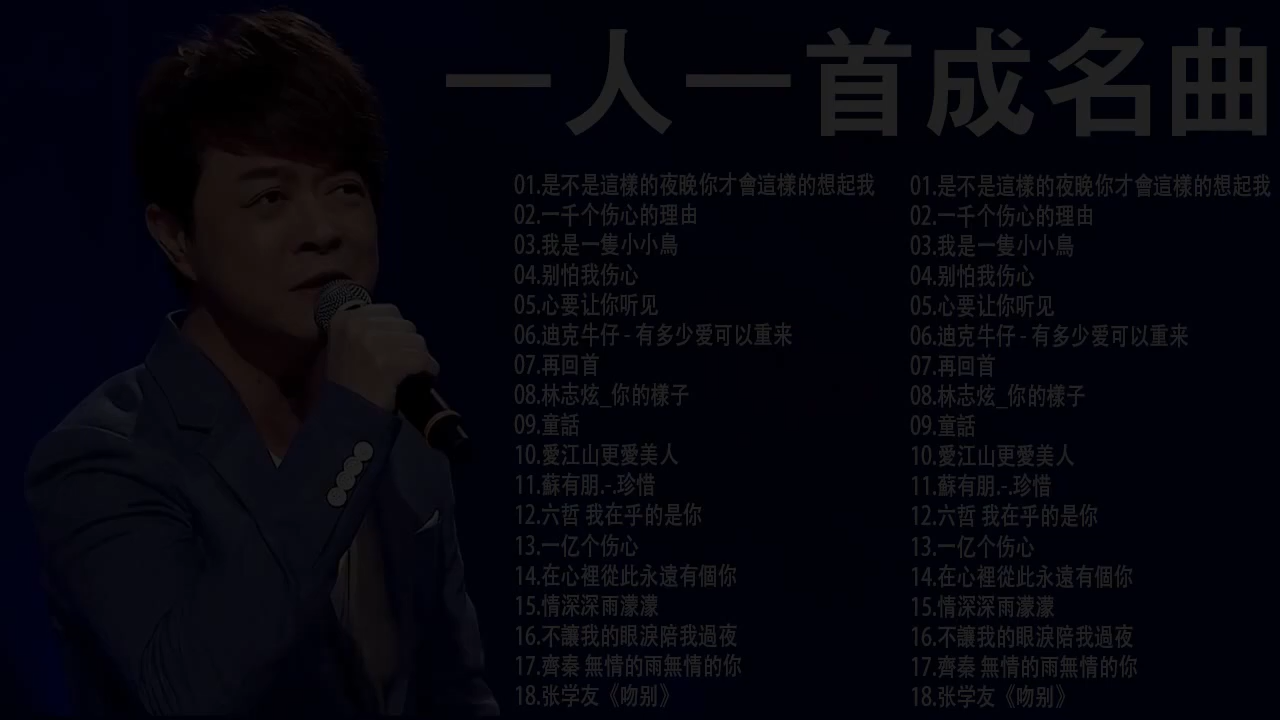 一人一首成名曲
01.是不是這樣的夜晚你才會這樣的想起我
02.一千个伤心的理由
03.我是一隻小小鳥
04.别怕我伤心
05.心要让你听见
06.迪克牛仔 - 有多少爱可以重来
07.再回首
08.林志炫_你的樣子
09.童話
10.愛江山更愛美人
11.蘇有朋.-.珍惜
12.六哲 我在乎的是你
13.一亿个伤心
14.在心裡從此永遠有個你
15.情深深雨濛濛
16.不讓我的眼淚陪我過夜
17.齊秦 無情的雨無情的你
18.张学友《吻别》
01.是不是這樣的夜晚你才會這樣的想起我
02.一千个伤心的理由
03.我是一隻小小鳥
04.别怕我伤心
05.心要让你听见
06.迪克牛仔 - 有多少爱可以重来
07.再回首
08.林志炫_你的樣子
09.童話
10.愛江山更愛美人
11.蘇有朋.-.珍惜
12.六哲 我在乎的是你
13.一亿个伤心
14.在心裡從此永遠有個你
15.情深深雨濛濛
16.不讓我的眼淚陪我過夜
17.齊秦 無情的雨無情的你
18.张学友《吻别》